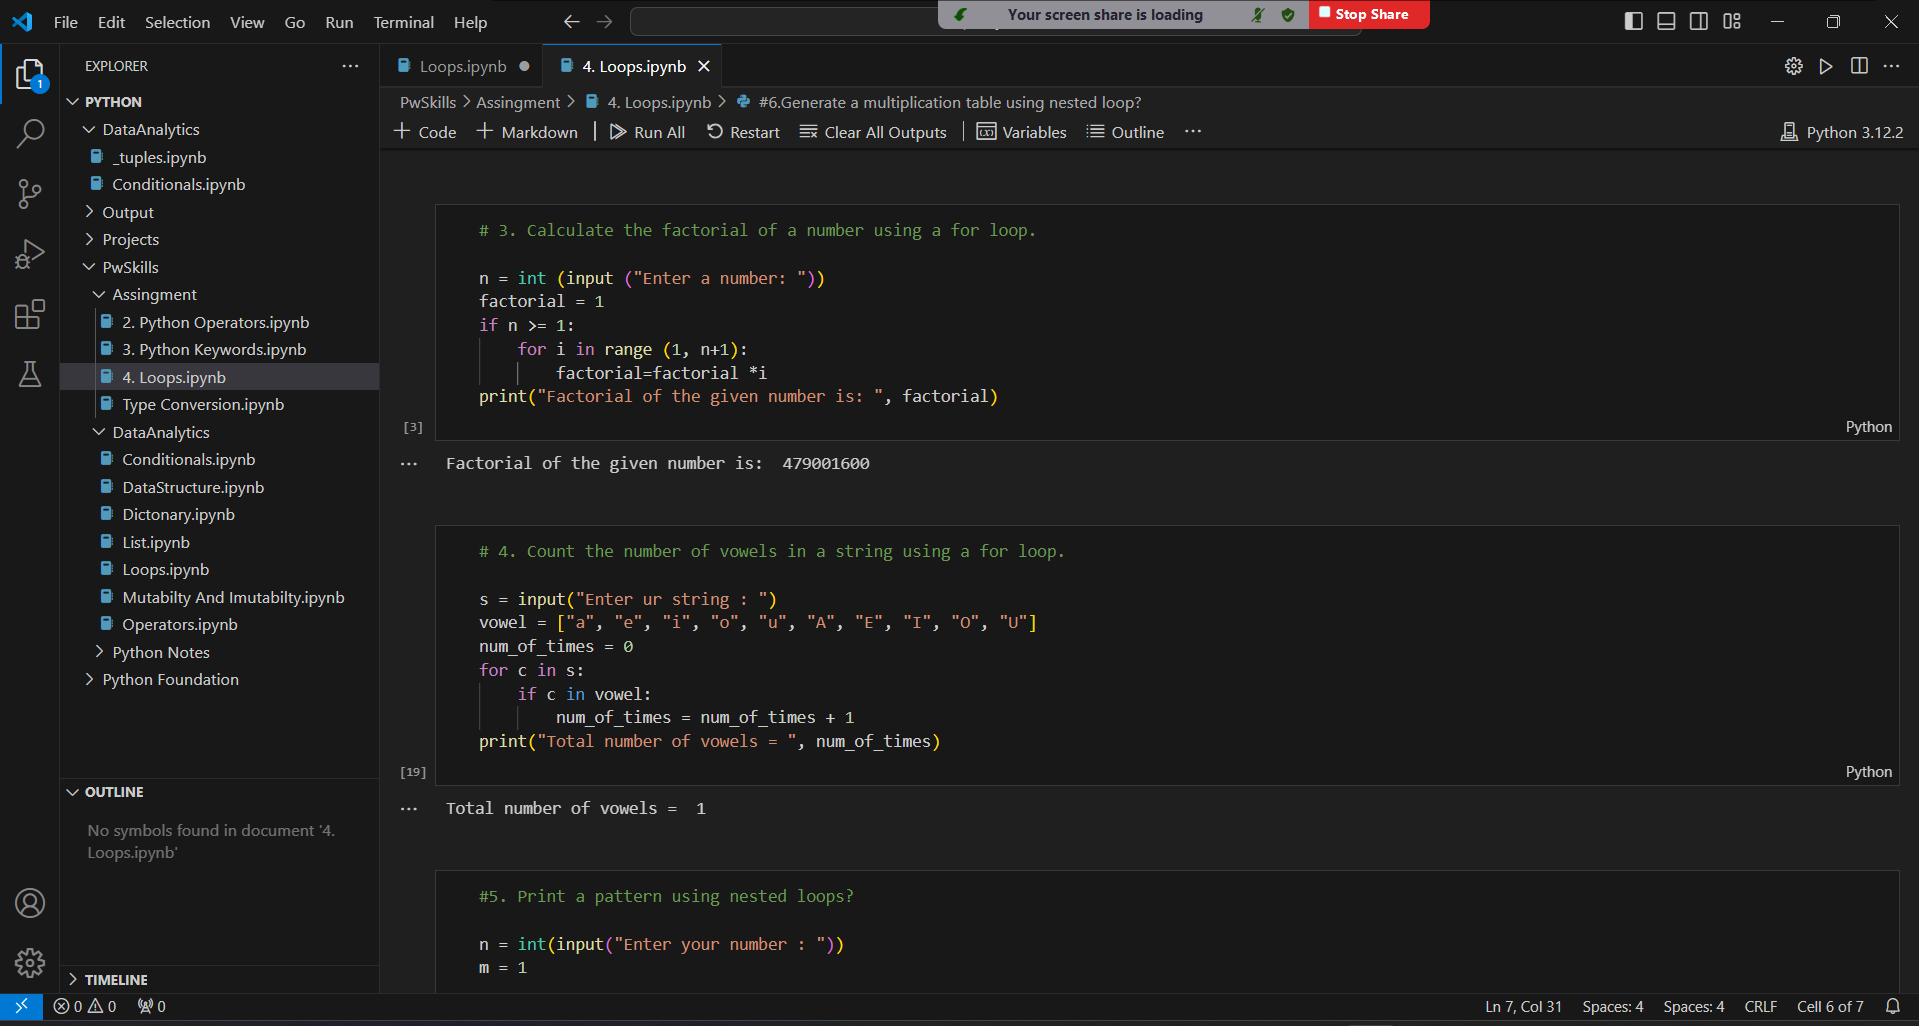 File Edit Selection View Go Run Terminal Help
Your screen share is loading
Stop Share
EXPLORER
1
PYTHON
DataAnalytics
_tuples.ipynb
Conditionals.ipynb
Output
Projects
PwSkills
Assingment
2. Python Operators.ipynb
3. Python Keywords.ipynb
4. Loops.ipynb
Type Conversion.ipynb
DataAnalytics
Conditionals.ipynb
DataStructure.ipynb
Dictonary.ipynb
List.ipynb
Loops.ipynb
Mutabilty And Imutabilty.ipynb
Operators.ipynb
Python Notes
Python Foundation
OUTLINE
No symbols found in document '4.
Loops.ipynb'
TIMELINE
Loops.ipynb
4. Loops.ipynb
PwSkills > Assingment > 4. Loops.ipynb > #6.Generate a multiplication table using nested loop?
+ Code + Markdown | Run All Restart Clear All Outputs | Variables Outline ...
Python 3.12.2
# 3. Calculate the factorial of a number using a for loop.
n = int (input ("Enter a number: "))
factorial = 1
if n >= 1:
    for i in range (1, n+1):
        factorial=factorial *i
print("Factorial of the given number is: ", factorial)
[3]
Python
... Factorial of the given number is:  479001600
# 4. Count the number of vowels in a string using a for loop.
s = input("Enter ur string : ")
vowel = ["a", "e", "i", "o", "u", "A", "E", "I", "O", "U"]
num_of_times = 0
for c in s:
    if c in vowel:
        num_of_times = num_of_times + 1
print("Total number of vowels = ", num_of_times)
[19]
Python
... Total number of vowels =  1
#5. Print a pattern using nested loops?
n = int(input("Enter your number : "))
m = 1
0 0 0
Ln 7, Col 31 Spaces: 4 Spaces: 4 CRLF Cell 6 of 7